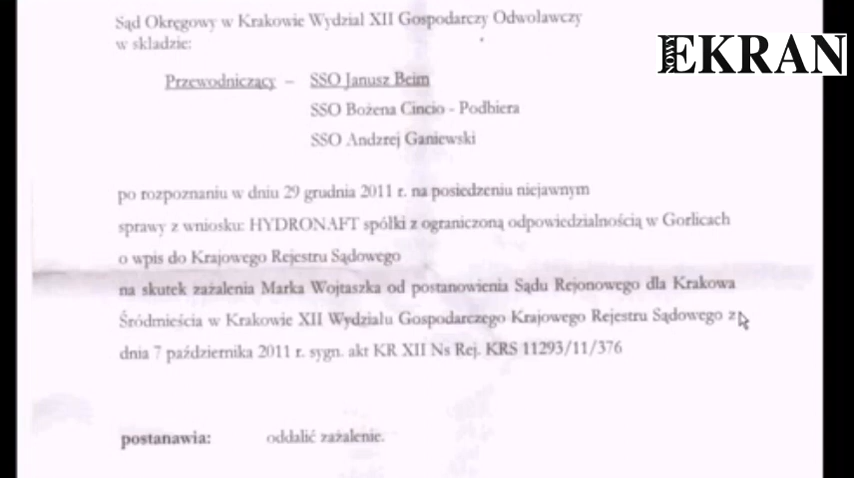 Sąd Okręgowy w Krakowie Wydział XII Gospodarczy Odwoławczy
w składzie:
NOWY EKRAN
Przewodniczący – SSO Janusz Beim
SSO Bożena Cincio - Podbiera
SSO Andrzej Ganiewski
po rozpoznaniu w dniu 29 grudnia 2011 r. na posiedzeniu niejawnym
sprawy z wniosku: HYDRONAFT spółki z ograniczoną odpowiedzialnością w Gorlicach
o wpis do Krajowego Rejestru Sądowego
na skutek zażalenia Marka Wojtaszka od postanowienia Sądu Rejonowego dla Krakowa
Śródmieścia w Krakowie XII Wydziału Gospodarczego Krajowego Rejestru Sądowego z
dnia 7 października 2011 r. sygn. akt KR XII Ns Rej. KRS 11293/11/376
postanawia: oddalić zażalenie.